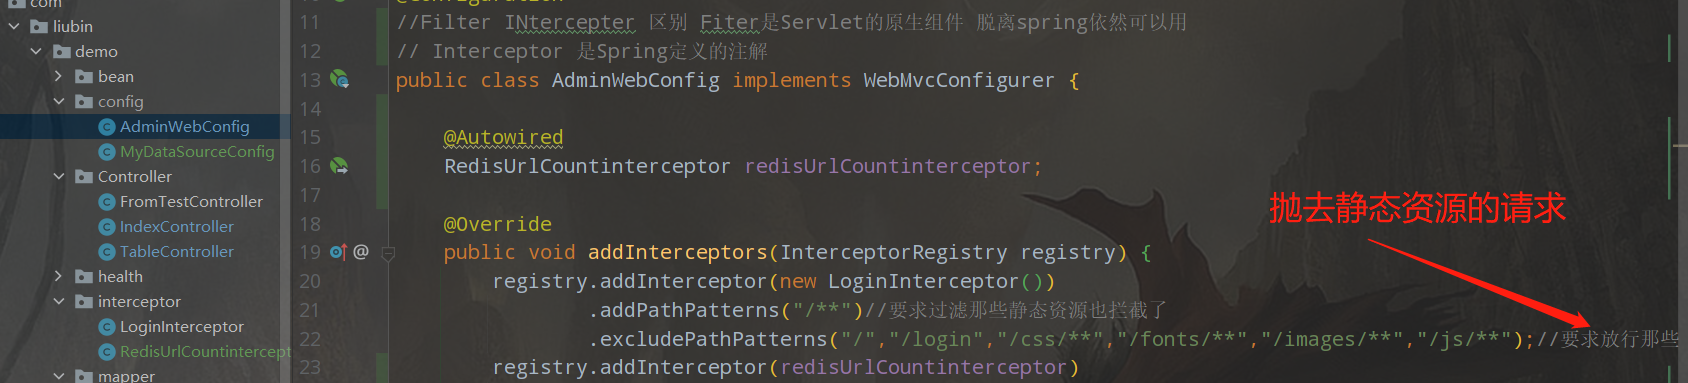 com
liubin
demo
bean
config
AdminWebConfig
MyDataSourceConfig
Controller
FromTestController
IndexController
TableController
health
interceptor
LoginInterceptor
RedisUrlCountintercept
mapper
11 //Filter INtercepter 区别 Fiter是Servlet的原生组件 脱离spring依然可以用
12 // Interceptor 是Spring定义的注解
13 public class AdminWebConfig implements WebMvcConfigurer {
14
15 @Autowired
16 RedisUrlCountinterceptor redisUrlCountinterceptor;
17
抛去静态资源的请求
18 @Override
19 @ public void addInterceptors(InterceptorRegistry registry) {
20 registry.addInterceptor(new LoginInterceptor())
21 .addPathPatterns("/**")//要求过滤那些静态资源也拦截了
22 .excludePathPatterns("/","/login","/css/**","/fonts/**","/images/**","/js/**");//要求放行那些
23 registry.addInterceptor(redisUrlCountinterceptor)